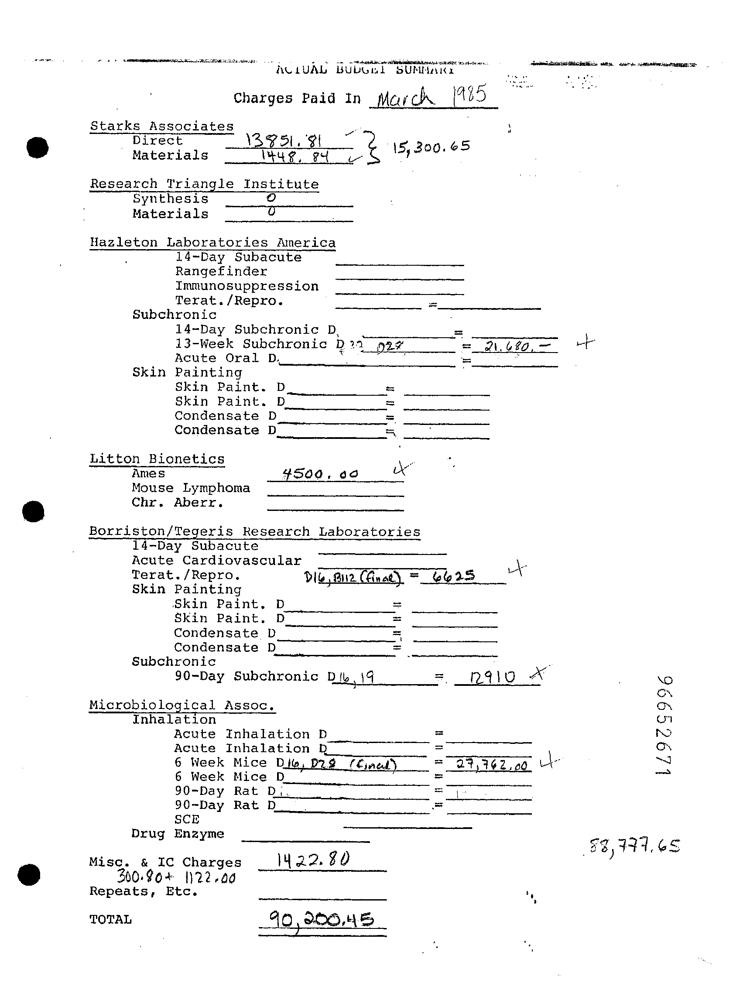 ACTUAL BUDGET SUMMARY
Charges Paid In March 1985
Starks Associates
Direct 13851.81
Materials 1448.84 } 15,300.65
Research Triangle Institute
Synthesis 0
Materials 0
Hazleton Laboratories America
14-Day Subacute
Rangefinder
Immunosuppression
Terat./Repro. =
Subchronic
14-Day Subchronic D =
13-Week Subchronic D 028 = 21,680.-
Acute Oral D. =
Skin Painting
Skin Paint. D =
Skin Paint. D =
Condensate D =
Condensate D =
Litton Bionetics
Ames 4500.00
Mouse Lymphoma
Chr. Aberr.
Borriston/Tegeris Research Laboratories
14-Day Subacute
Acute Cardiovascular
Terat./Repro. D16, B112 (final) = 6625
Skin Painting
Skin Paint. D =
Skin Paint. D =
Condensate D =
Condensate D =
Subchronic
90-Day Subchronic D16,19 = 12910
Microbiological Assoc.
Inhalation
Acute Inhalation D =
Acute Inhalation D =
6 Week Mice D16, D28 (final) = 27,762.00
6 Week Mice D =
90-Day Rat D =
90-Day Rat D =
SCE
Drug Enzyme
88,777.65
Misc. & IC Charges 1422.80
300.80 + 1122.00
Repeats, Etc.
TOTAL 90,200.45
96652671